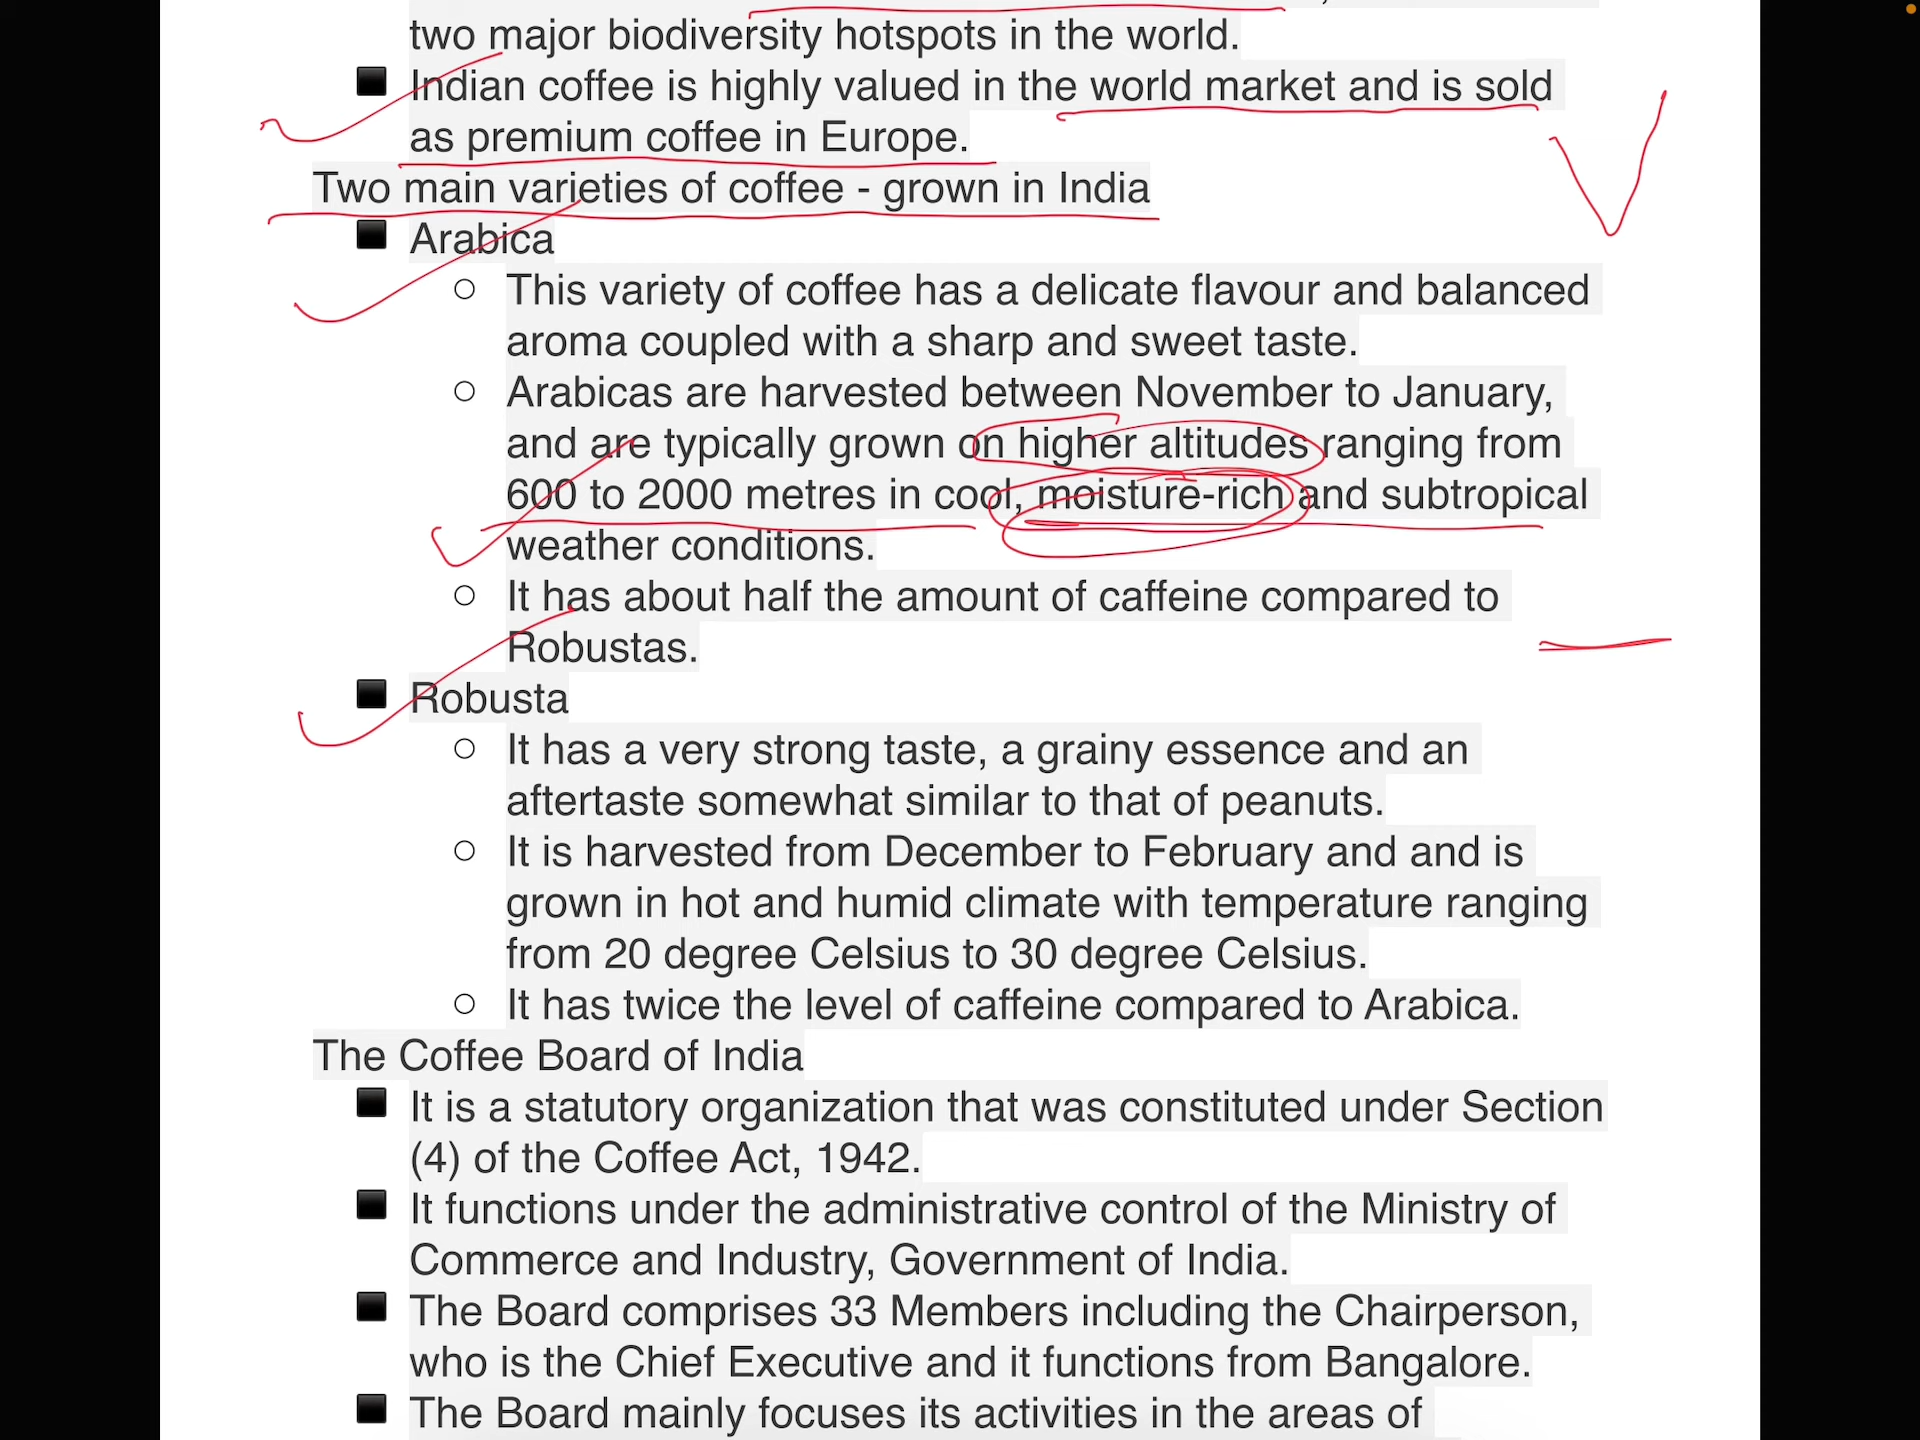 two major biodiversity hotspots in the world.
Indian coffee is highly valued in the world market and is sold
as premium coffee in Europe.
Two main varieties of coffee - grown in India
Arabica
This variety of coffee has a delicate flavour and balanced
aroma coupled with a sharp and sweet taste.
Arabicas are harvested between November to January,
and are typically grown on higher altitudes ranging from
600 to 2000 metres in cool, moisture-rich and subtropical
weather conditions.
It has about half the amount of caffeine compared to
Robustas.
Robusta
It has a very strong taste, a grainy essence and an
aftertaste somewhat similar to that of peanuts.
It is harvested from December to February and and is
grown in hot and humid climate with temperature ranging
from 20 degree Celsius to 30 degree Celsius.
It has twice the level of caffeine compared to Arabica.
The Coffee Board of India
It is a statutory organization that was constituted under Section
(4) of the Coffee Act, 1942.
It functions under the administrative control of the Ministry of
Commerce and Industry, Government of India.
The Board comprises 33 Members including the Chairperson,
who is the Chief Executive and it functions from Bangalore.
The Board mainly focuses its activities in the areas of